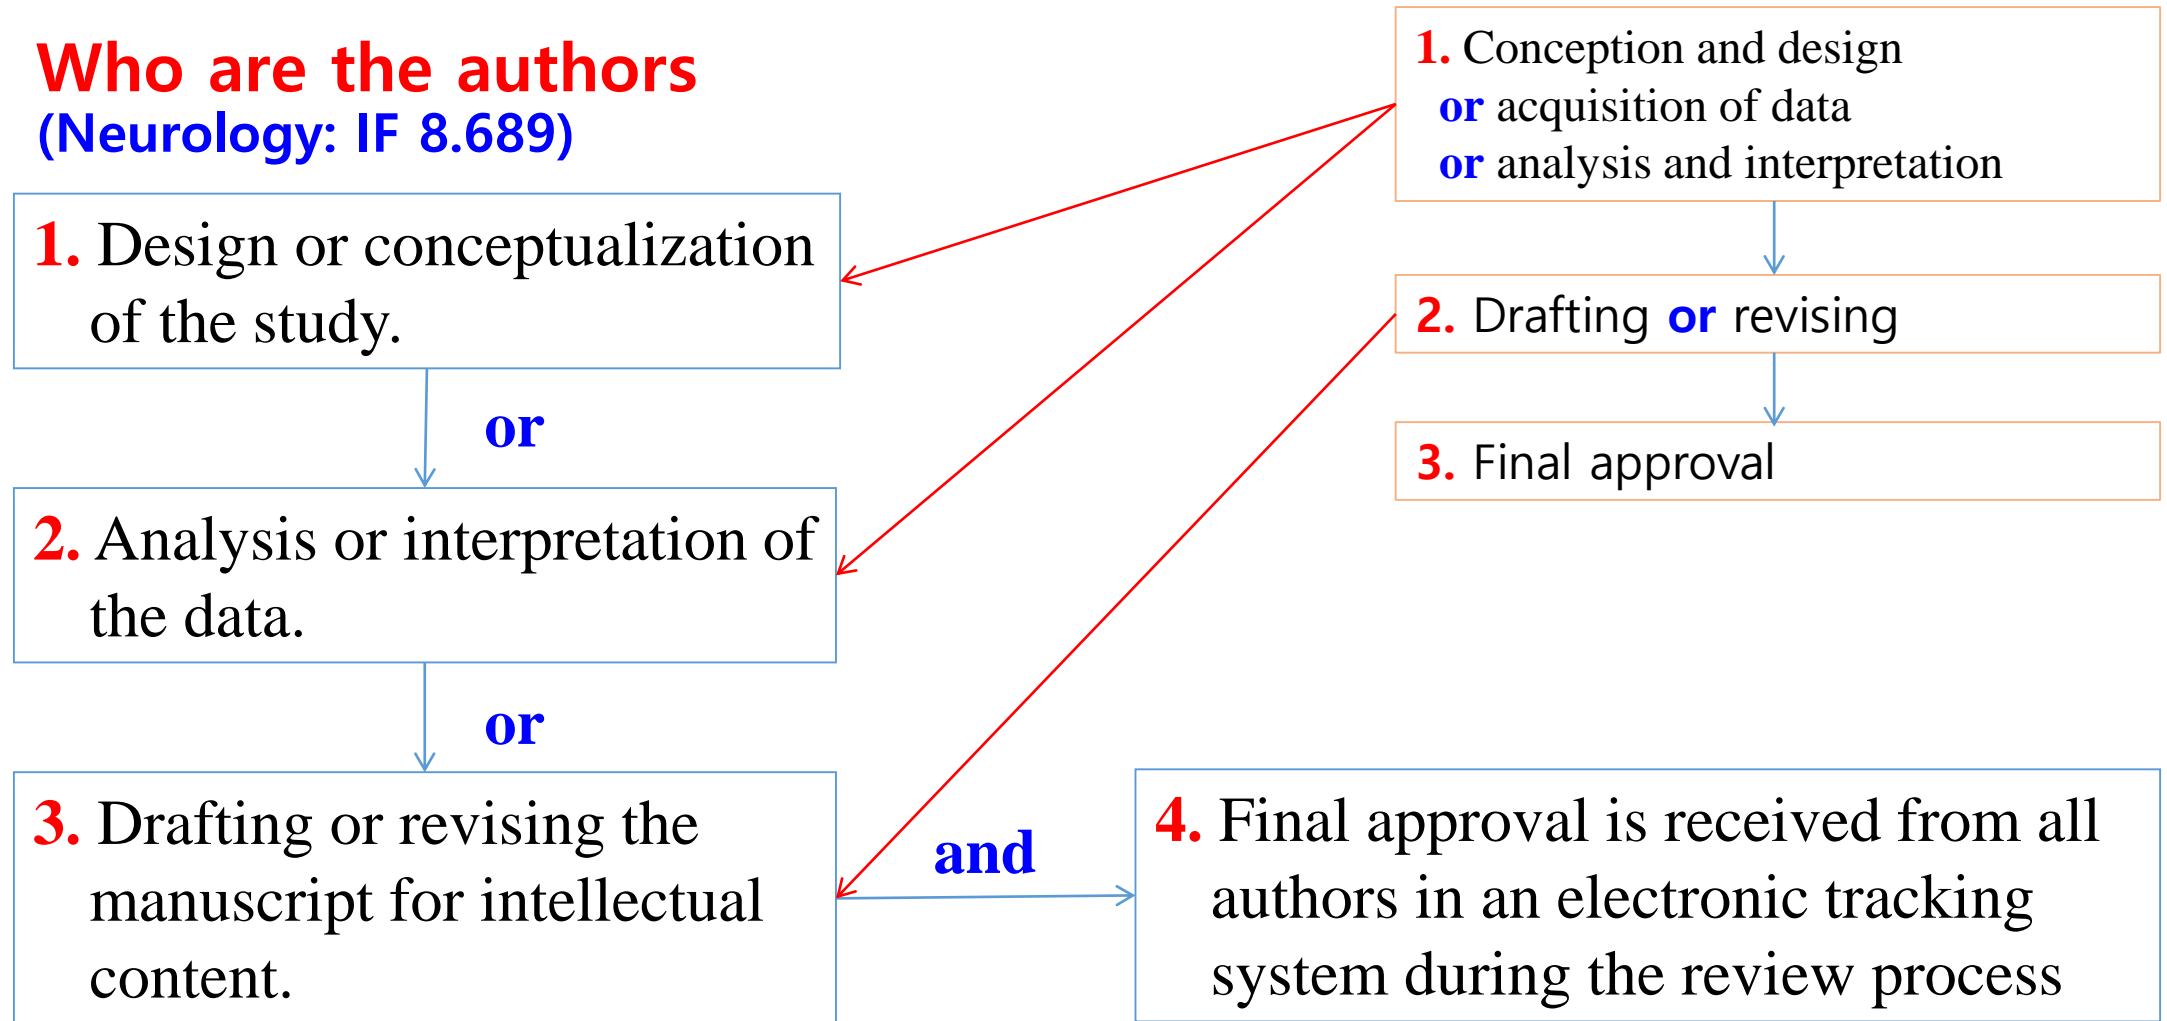 Who are the authors
(Neurology: IF 8.689)
1. Design or conceptualization
of the study.
or
2. Analysis or interpretation of
the data.
or
3. Drafting or revising the
manuscript for intellectual
content.
and
4. Final approval is received from all
authors in an electronic tracking
system during the review process
1. Conception and design
or acquisition of data
or analysis and interpretation
2. Drafting or revising
3. Final approval